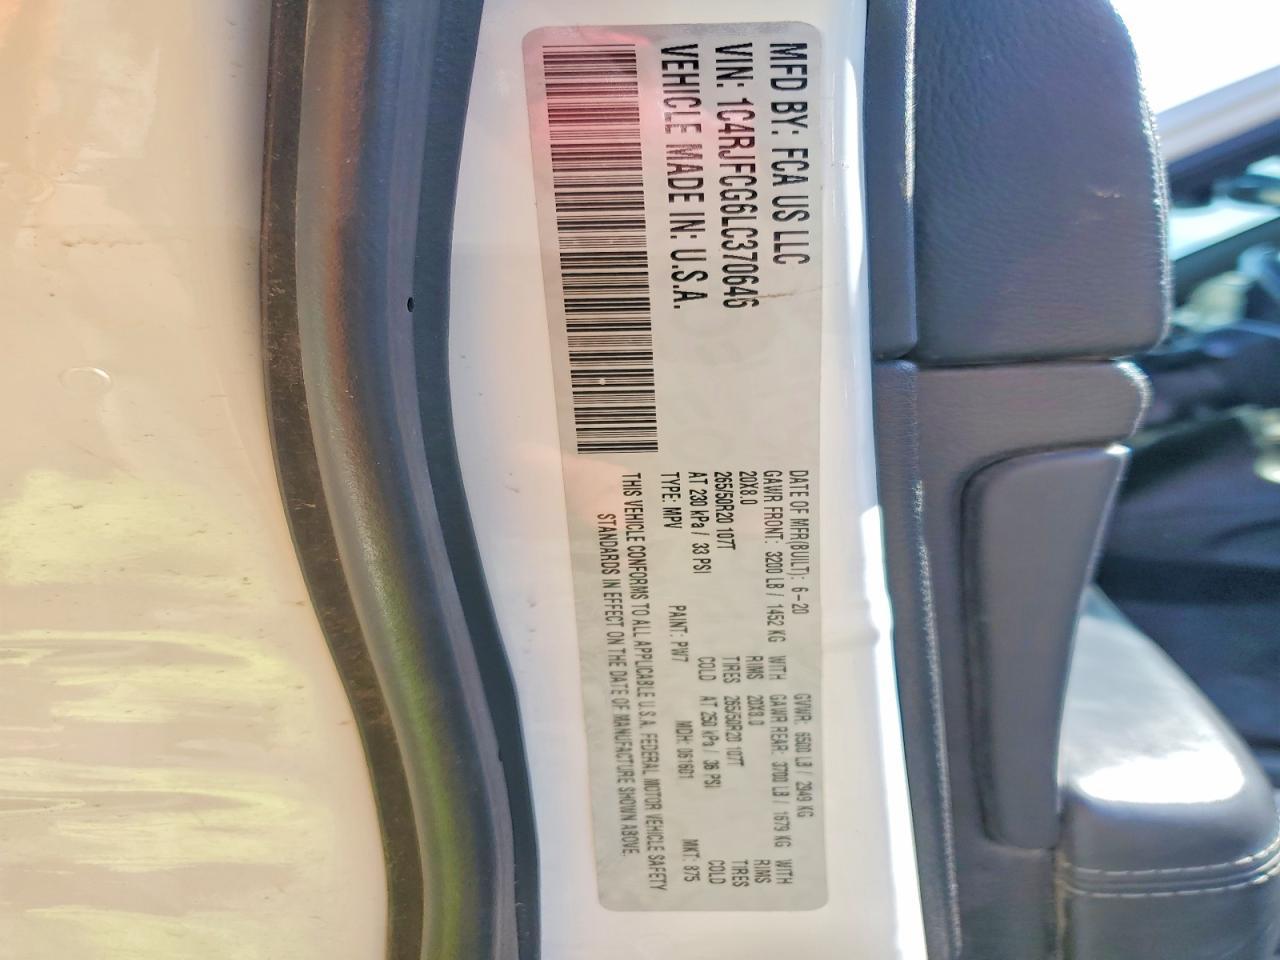 MFD BY: FCA US LLC
VIN: 1C4RJFCG6LC370646
VEHICLE MADE IN: U.S.A.
DATE OF MFR(BUILT): 6-20 GVWR: 6500 LB / 2949 KG
GAWR FRONT: 3200 LB / 1452 KG WITH GAWR REAR: 3700 LB / 1679 KG WITH
20X8.0 RIMS 20X8.0 RIMS
265/50R20 107T TIRES 265/50R20 107T TIRES
AT 230 kPa / 33 PSI COLD AT 250 kPa / 36 PSI COLD
TYPE: MPV PAINT: PW7 MDH: 061601 MKT: 875
THIS VEHICLE CONFORMS TO ALL APPLICABLE U.S.A. FEDERAL MOTOR VEHICLE SAFETY
STANDARDS IN EFFECT ON THE DATE OF MANUFACTURE SHOWN ABOVE.